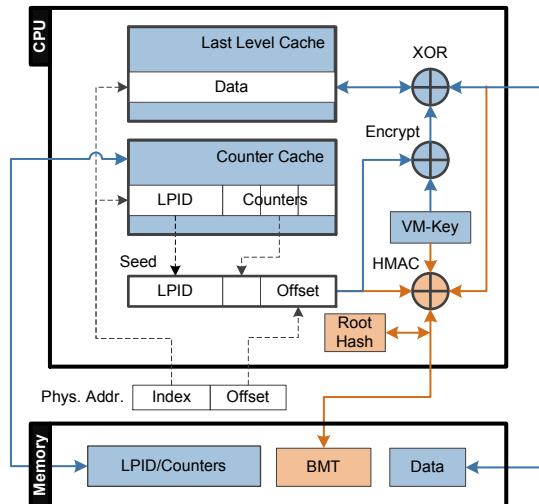 CPU
Last Level Cache
XOR
Data
Encrypt
Counter Cache
LPID
Counters
VM-Key
Seed
HMAC
LPID
Offset
Root
Hash
Phys. Addr.
Index
Offset
Memory
LPID/Counters
BMT
Data